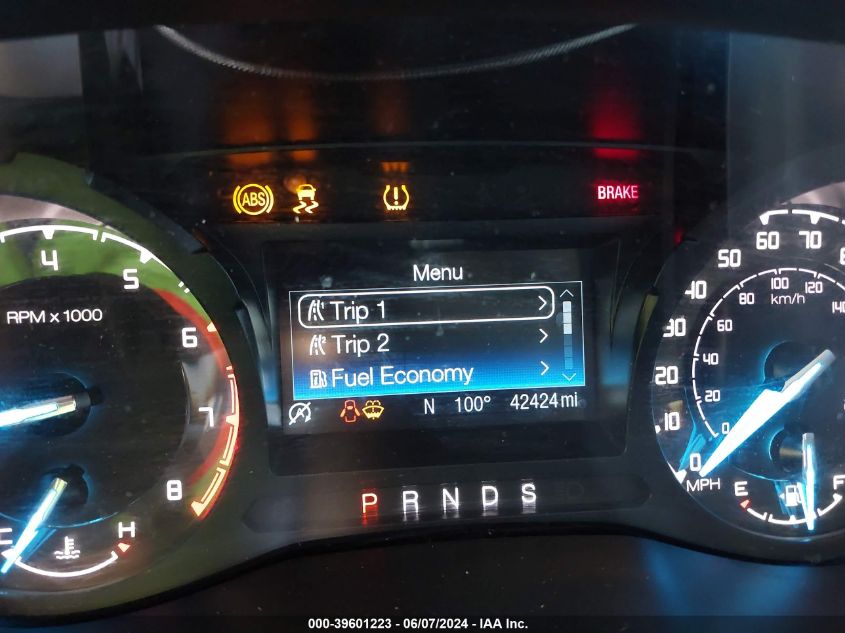 ABS
BRAKE
Menu
Trip 1
Trip 2
Fuel Economy
N 100° 42424 mi
4
5
6
7
8
RPM x 1000
C H
P R N D S
0
10
20
30
40
50
60
70
MPH
0
20
40
60
80
100
120
140
km/h
E F
000-39601223 - 06/07/2024 - IAA Inc.